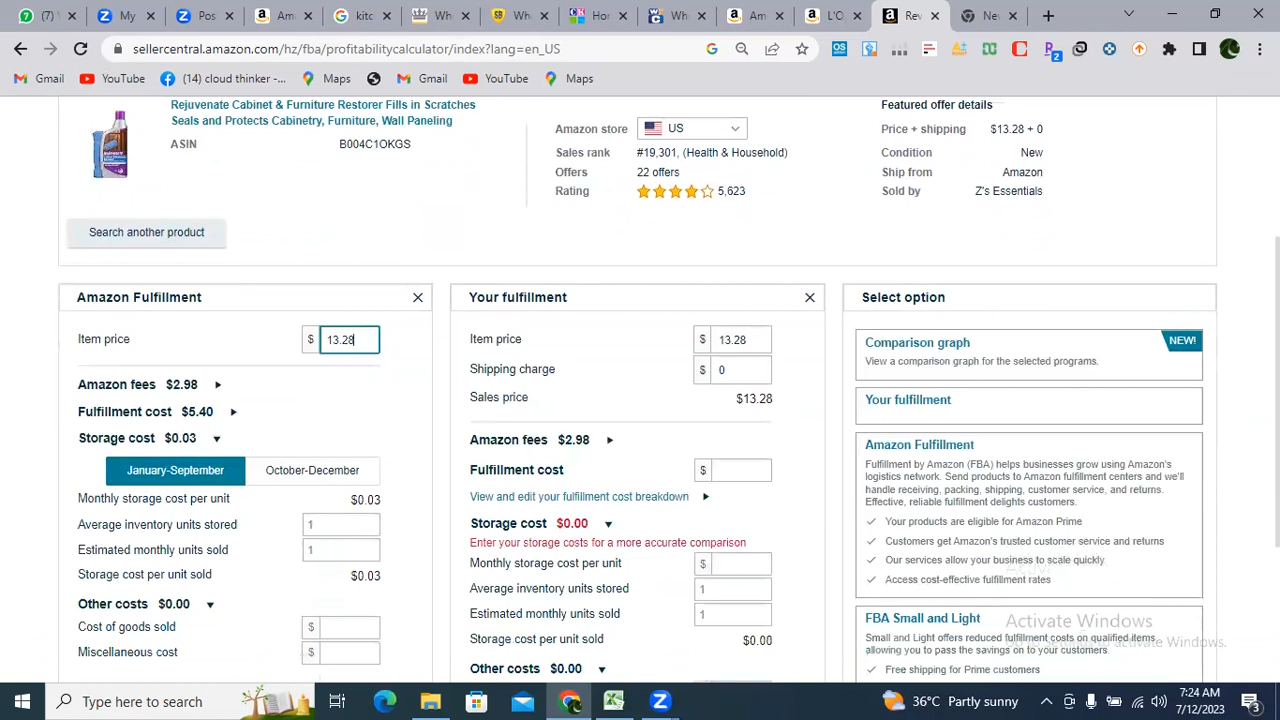 (7)
My
Pos
Am
kitc
Wh
Whe
Hor
Wh
Am
L'O
Rev
Ne
sellercentral.amazon.com/hz/fba/profitabilitycalculator/index?lang=en_US
Gmail YouTube (14) cloud thinker -... Maps Gmail YouTube Maps
Rejuvenate Cabinet & Furniture Restorer Fills in Scratches
Seals and Protects Cabinetry, Furniture, Wall Paneling
ASIN B004C1OKGS
Search another product
Amazon store US
Sales rank #19,301, (Health & Household)
Offers 22 offers
Rating 5,623
Featured offer details
Price + shipping $13.28 + 0
Condition New
Ship from Amazon
Sold by Z's Essentials
Amazon Fulfillment
Item price $ 13.28
Amazon fees $2.98
Fulfillment cost $5.40
Storage cost $0.03
January-September October-December
Monthly storage cost per unit $0.03
Average inventory units stored 1
Estimated monthly units sold 1
Storage cost per unit sold $0.03
Other costs $0.00
Cost of goods sold $
Miscellaneous cost $
Your fulfillment
Item price $ 13.28
Shipping charge $ 0
Sales price $13.28
Amazon fees $2.98
Fulfillment cost $
View and edit your fulfillment cost breakdown
Storage cost $0.00
Enter your storage costs for a more accurate comparison
Monthly storage cost per unit $
Average inventory units stored 1
Estimated monthly units sold 1
Storage cost per unit sold $0.00
Other costs $0.00
Select option
Comparison graph NEW!
View a comparison graph for the selected programs.
Your fulfillment
Amazon Fulfillment
Fulfillment by Amazon (FBA) helps businesses grow using Amazon's
logistics network. Send products to Amazon fulfillment centers and we'll
handle receiving, packing, shipping, customer service, and returns.
Effective, reliable fulfillment delights customers.
Your products are eligible for Amazon Prime
Customers get Amazon's trusted customer service and returns
Our services allow your business to scale quickly
Access cost-effective fulfillment rates
FBA Small and Light
Small and Light offers reduced fulfillment costs on qualified items
allowing you to pass the savings on to your customers.
Free shipping for Prime customers
Activate Windows
Activate Windows.
Type here to search
36°C Partly sunny
7:24 AM
7/12/2023
3